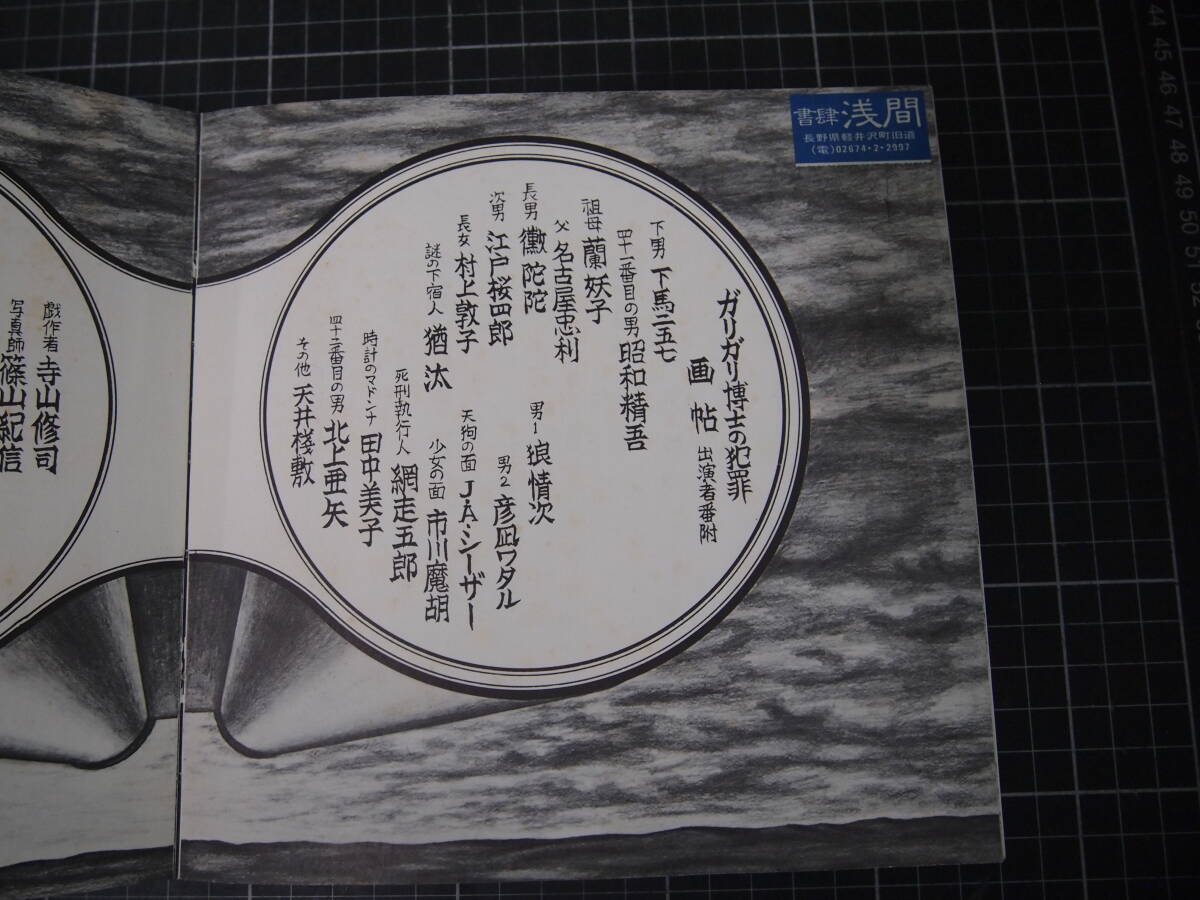 書肆 浅間
長野県軽井沢町旧道
(電)02674・2・2997
ガリガリ博士の犯罪
画帖 出演者番附
下男 下馬二五七
四十一番目の男 昭和精吾
祖母 蘭妖子
父 名古屋忠利
長男 黴陀陀
次男 江戸桜四郎
長女 村上敦子
謎の下宿人 猶汰
男1 狼情次
男2 彦凪ワタル
天狗の面 J・A・シーザー
少女の面 市川魔胡
死刑執行人 網走五郎
時計のマドンナ 田中美子
四十二番目の男 北上亜矢
その他 天井桟敷
戯作者 寺山修司
写真師 篠山紀信
44
45
46
47
48
49
50
51
52